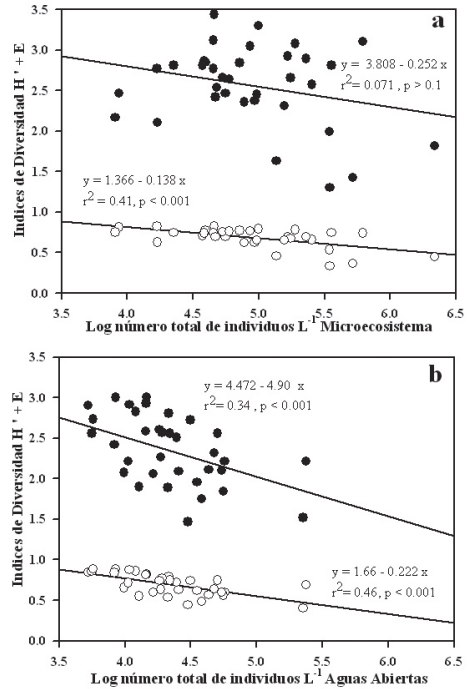 a
Indices de Diversidad H ' + E
3.5
3.0
2.5
2.0
1.5
1.0
0.5
0.0
y = 3.808 - 0.252 x
r² = 0.071 , p > 0.1
y = 1.366 - 0.138 x
r² = 0.41, p < 0.001
3.5 4.0 4.5 5.0 5.5 6.0 6.5
Log número total de individuos L⁻¹ Microecosistema
b
Indices de Diversidad H ' + E
3.5
3.0
2.5
2.0
1.5
1.0
0.5
0.0
y = 4.472 - 4.90 x
r² = 0.34 , p < 0.001
y = 1.66 - 0.222 x
r² = 0.46, p < 0.001
3.5 4.0 4.5 5.0 5.5 6.0 6.5
Log número total de individuos L⁻¹ Aguas Abiertas